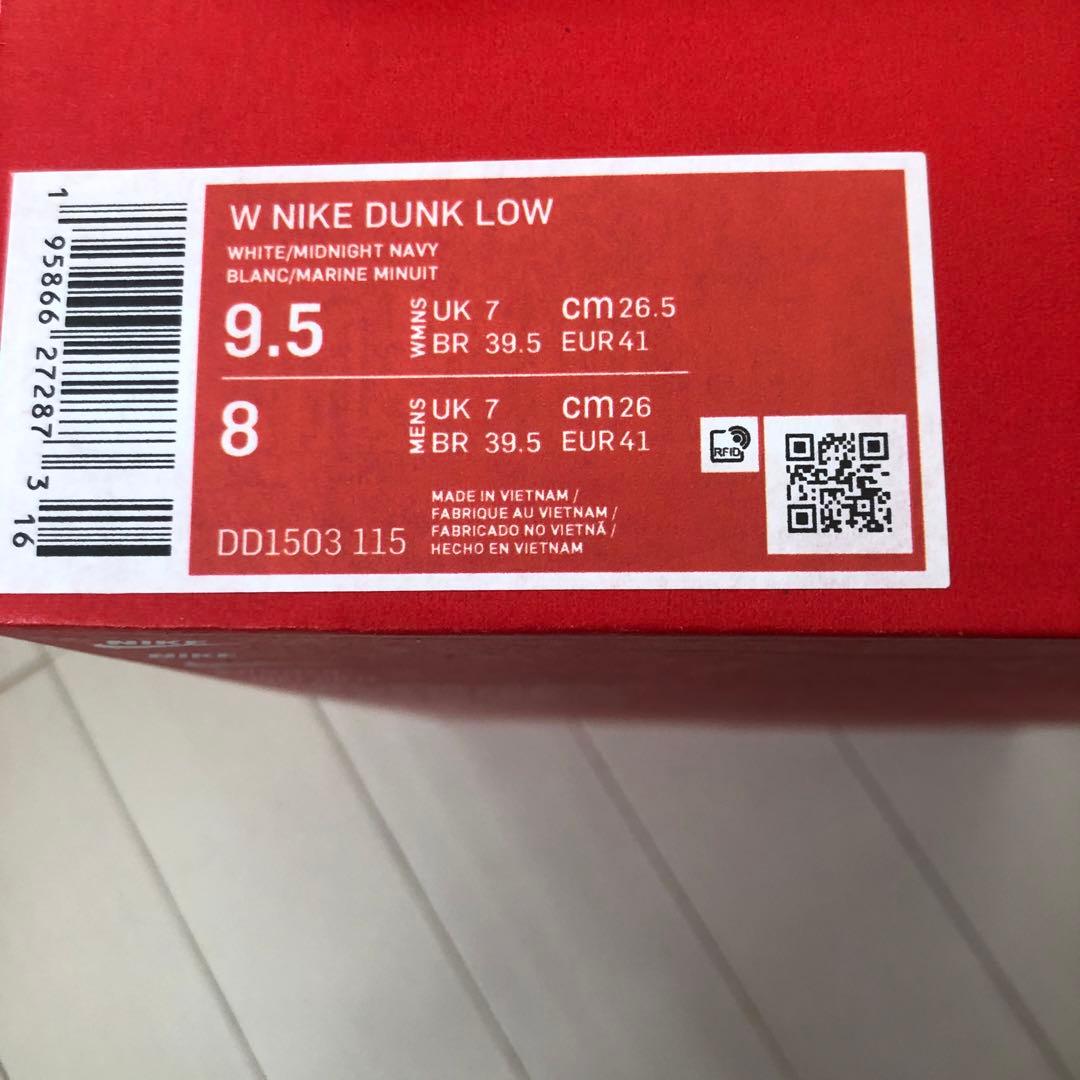 W NIKE DUNK LOW
WHITE/MIDNIGHT NAVY
BLANC/MARINE MINUIT
9.5 WMNS UK 7 cm 26.5
BR 39.5 EUR 41
8 MENS UK 7 cm 26
BR 39.5 EUR 41
RFID
DD1503 115
MADE IN VIETNAM /
FABRIQUE AU VIETNAM /
FABRICADO NO VIETNÃ /
HECHO EN VIETNAM
1 95866 27287 3 16
NIKE
NIKE